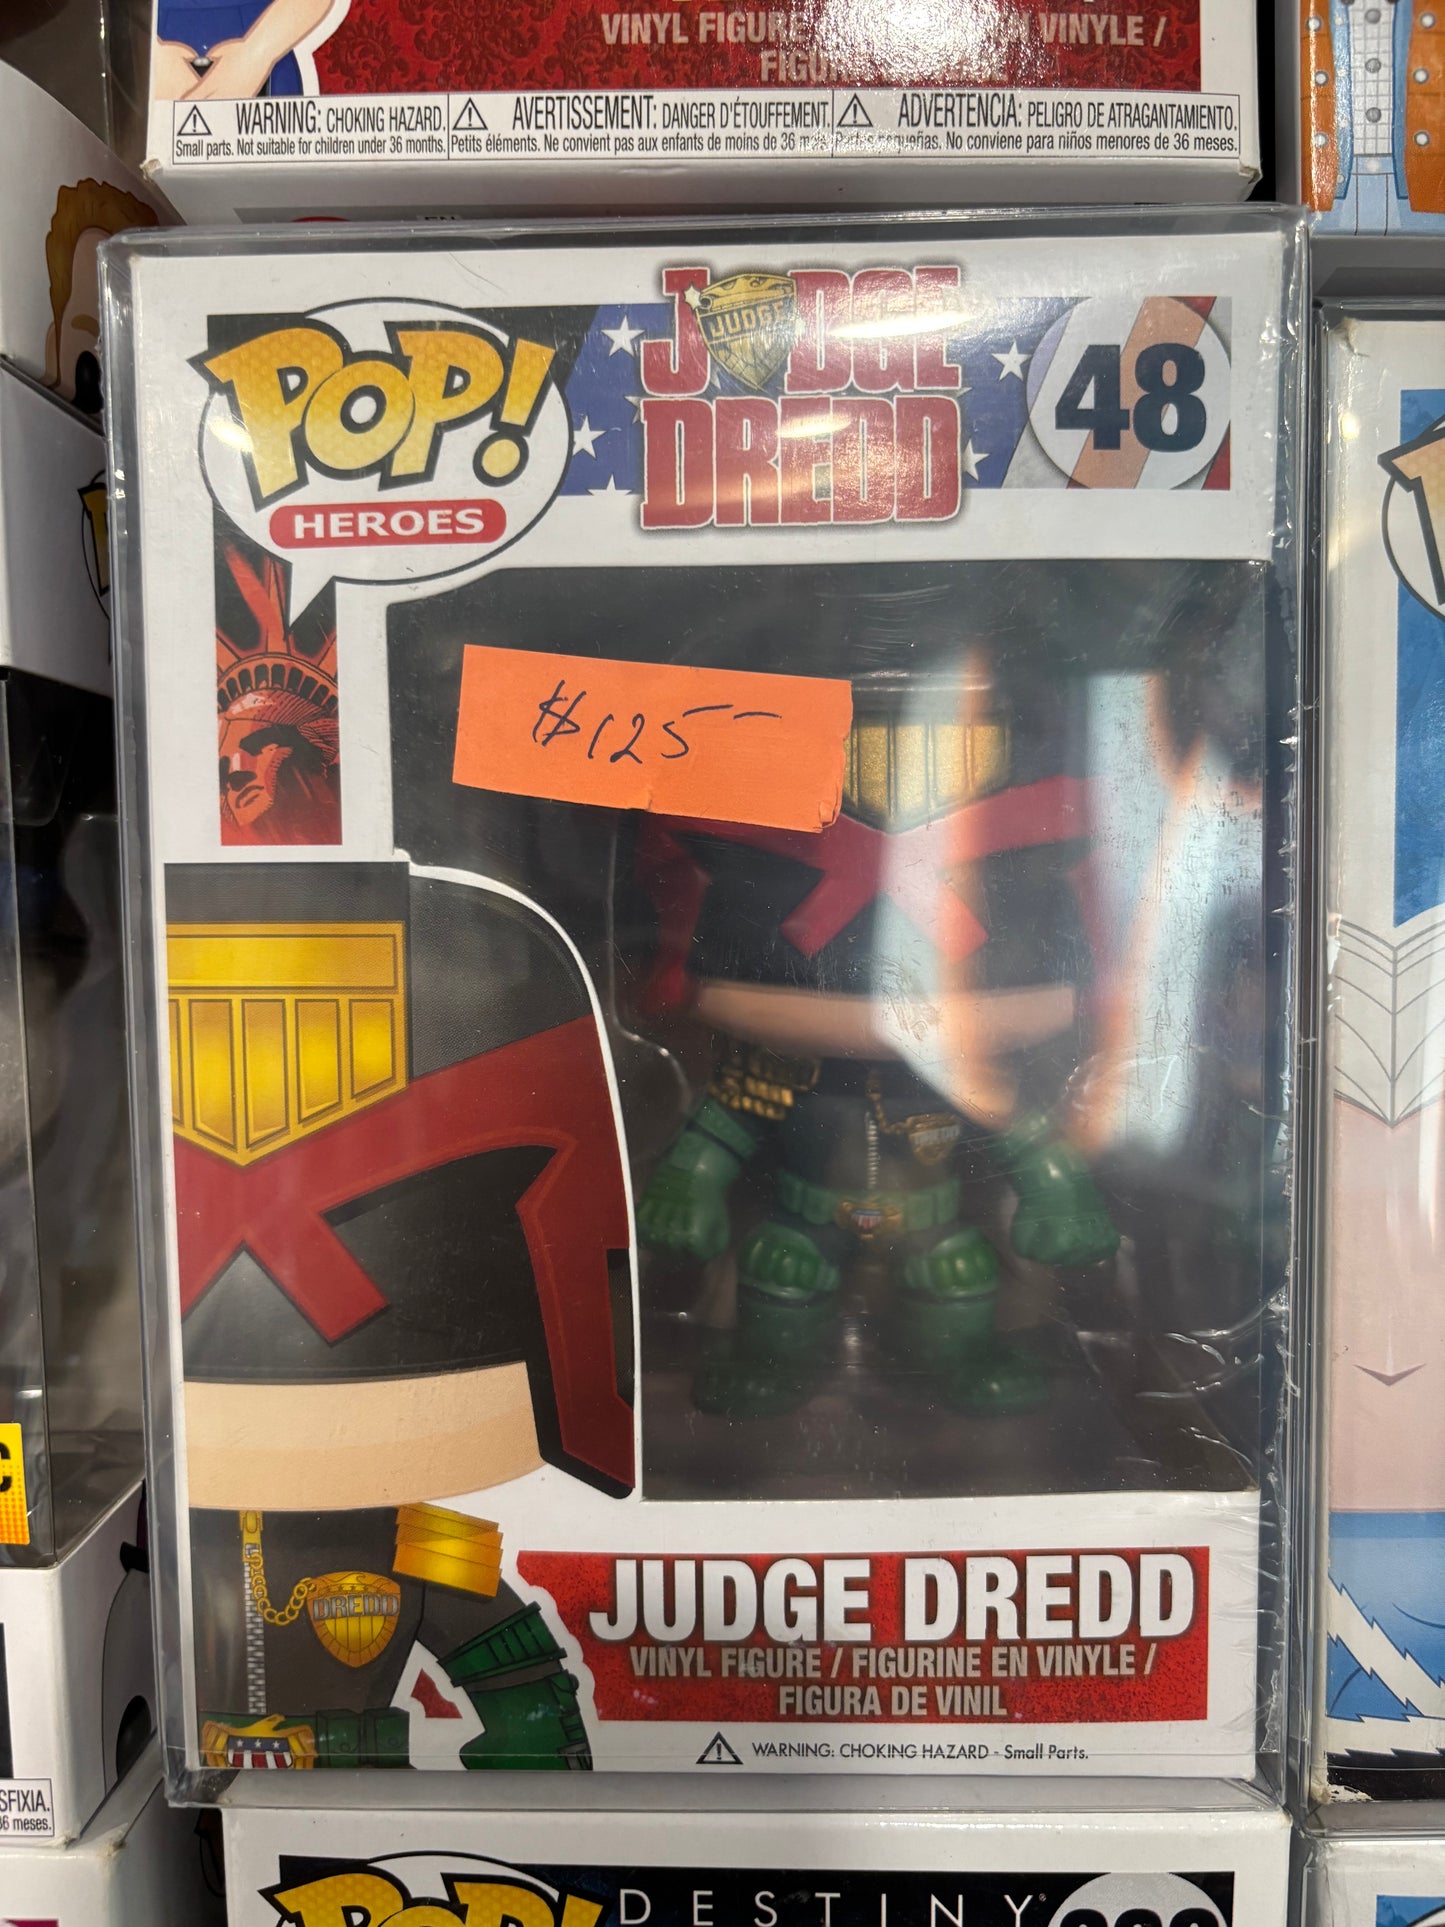 VINYL FIGURE
VINYLE /
WARNING: CHOKING HAZARD.
Small parts. Not suitable for children under 36 months.
AVERTISSEMENT: DANGER D'ÉTOUFFEMENT.
Petits éléments. Ne convient pas aux enfants de moins de 36
ADVERTENCIA: PELIGRO DE ATRAGANTAMIENTO.
No conviene para niños menores de 36 meses.
POP!
HEROES
JUDGE
JUDGE
DREDD
48
$125--
DREDD
JUDGE DREDD
VINYL FIGURE / FIGURINE EN VINYLE /
FIGURA DE VINIL
WARNING: CHOKING HAZARD - Small Parts.
SFIXIA.
36 meses.
POP!
DESTINY